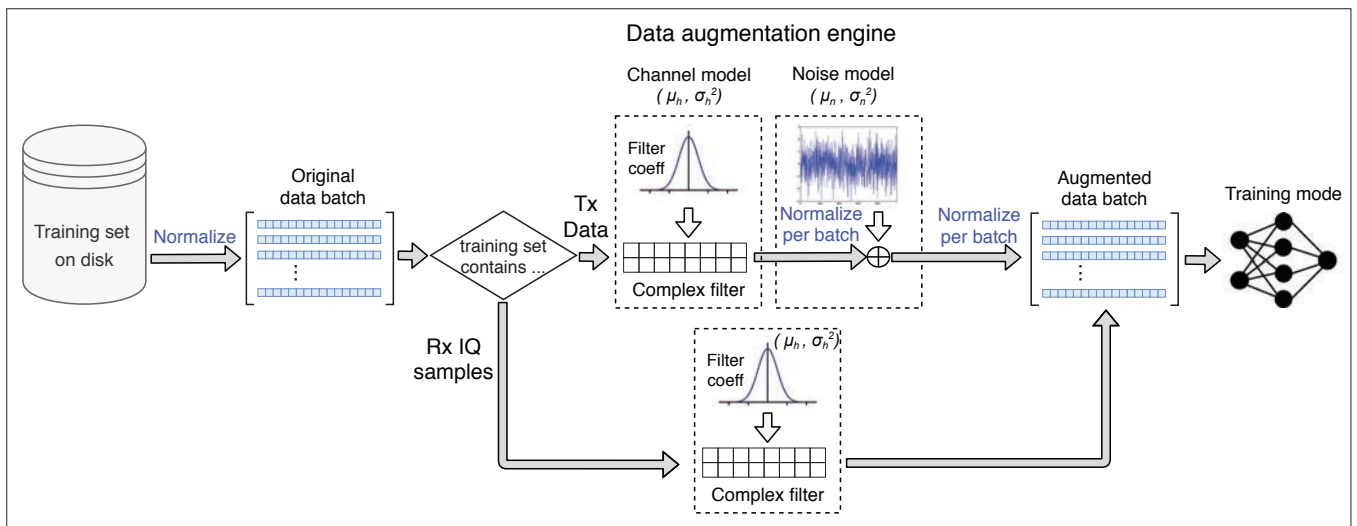 Data augmentation engine
Channel model
( μh , σh²)
Noise model
( μn , σn²)
Filter
coeff
Original
data batch
Augmented
data batch
Training mode
Training set
on disk
Normalize
training set
contains ...
Tx
Data
Normalize
per batch
Normalize
per batch
Complex filter
Rx IQ
samples
( μh , σh²)
Filter
coeff
Complex filter